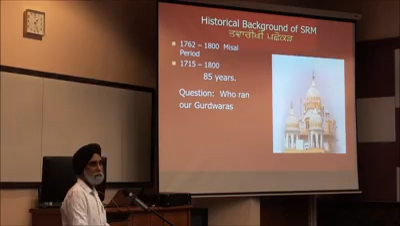 Historical Background of SRM
ਤਵਾਰੀਖੀ ਪਛੋਕੜ
1762 – 1800 Misal
Period
1715 – 1800
85 years.
Question: Who ran
our Gurdwaras